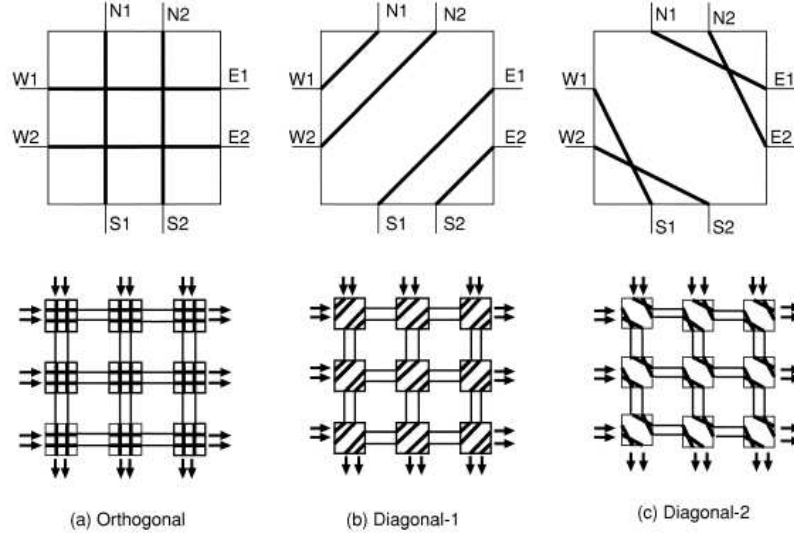 N1 N2
W1 E1
W2 E2
S1 S2
N1 N2
W1 E1
W2 E2
S1 S2
N1 N2
W1 E1
W2 E2
S1 S2
(a) Orthogonal
(b) Diagonal-1
(c) Diagonal-2